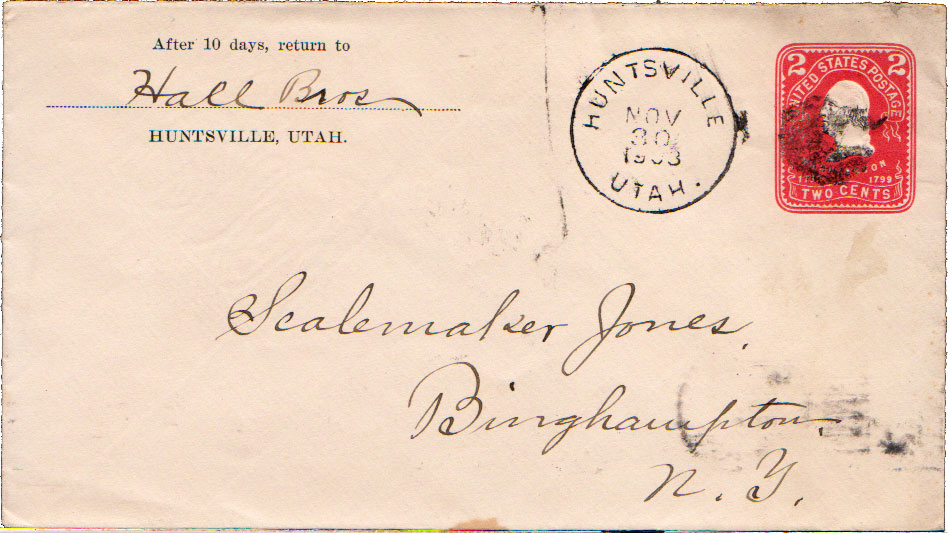 After 10 days, return to
Hall Bros
HUNTSVILLE, UTAH.
HUNTSVILLE
NOV
30
1903
UTAH.
2 2
UNITED STATES POSTAGE
1799
TWO CENTS
Scalemaker Jones,
Binghampton,
N. Y.